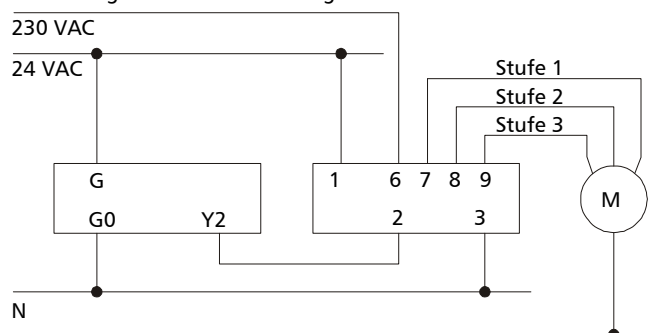 230 VAC
24 VAC
Stufe 1
Stufe 2
Stufe 3
G
1 6 7 8 9
M
G0 Y2
2 3
N